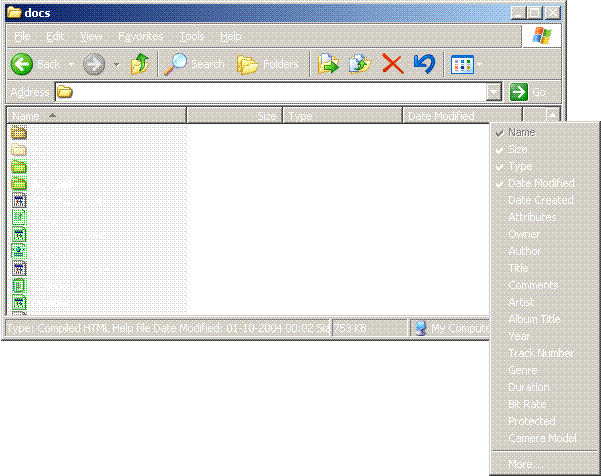 docs
File Edit View Favorites Tools Help
Back Search Folders
Address Go
Name Size Type Date Modified
Name
Size
Type
Date Modified
Date Created
Attributes
Owner
Author
Title
Comments
Artist
Album Title
Year
Track Number
Genre
Duration
Bit Rate
Protected
Camera Model
More...
Type: Compiled HTML Help file Date Modified: 01-10-2004 00:02 Siz 753 KB My Compute